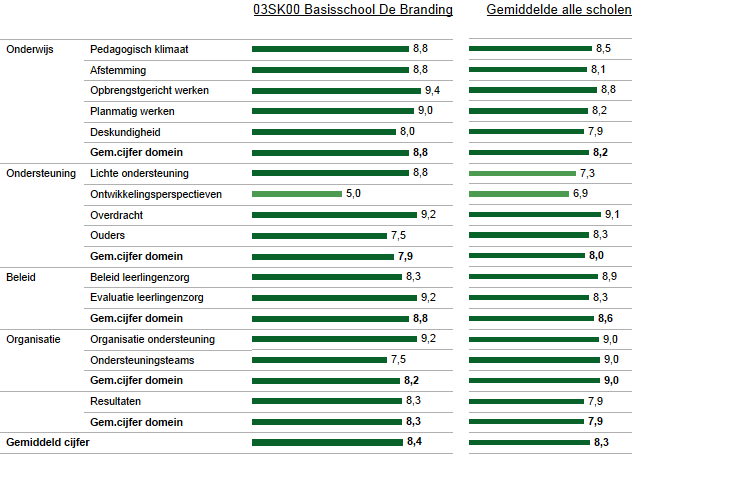 03SK00 Basisschool De Branding Gemiddelde alle scholen
Onderwijs Pedagogisch klimaat 8,8 8,5
Afstemming 8,8 8,1
Opbrengstgericht werken 9,4 8,8
Planmatig werken 9,0 8,2
Deskundigheid 8,0 7,9
Gem.cijfer domein 8,8 8,2
Ondersteuning Lichte ondersteuning 8,8 7,3
Ontwikkelingsperspectieven 5,0 6,9
Overdracht 9,2 9,1
Ouders 7,5 8,3
Gem.cijfer domein 7,9 8,0
Beleid Beleid leerlingenzorg 8,3 8,9
Evaluatie leerlingenzorg 9,2 8,3
Gem.cijfer domein 8,8 8,6
Organisatie Organisatie ondersteuning 9,2 9,0
Ondersteuningsteams 7,5 9,0
Gem.cijfer domein 8,2 9,0
Resultaten 8,3 7,9
Gem.cijfer domein 8,3 7,9
Gemiddeld cijfer 8,4 8,3